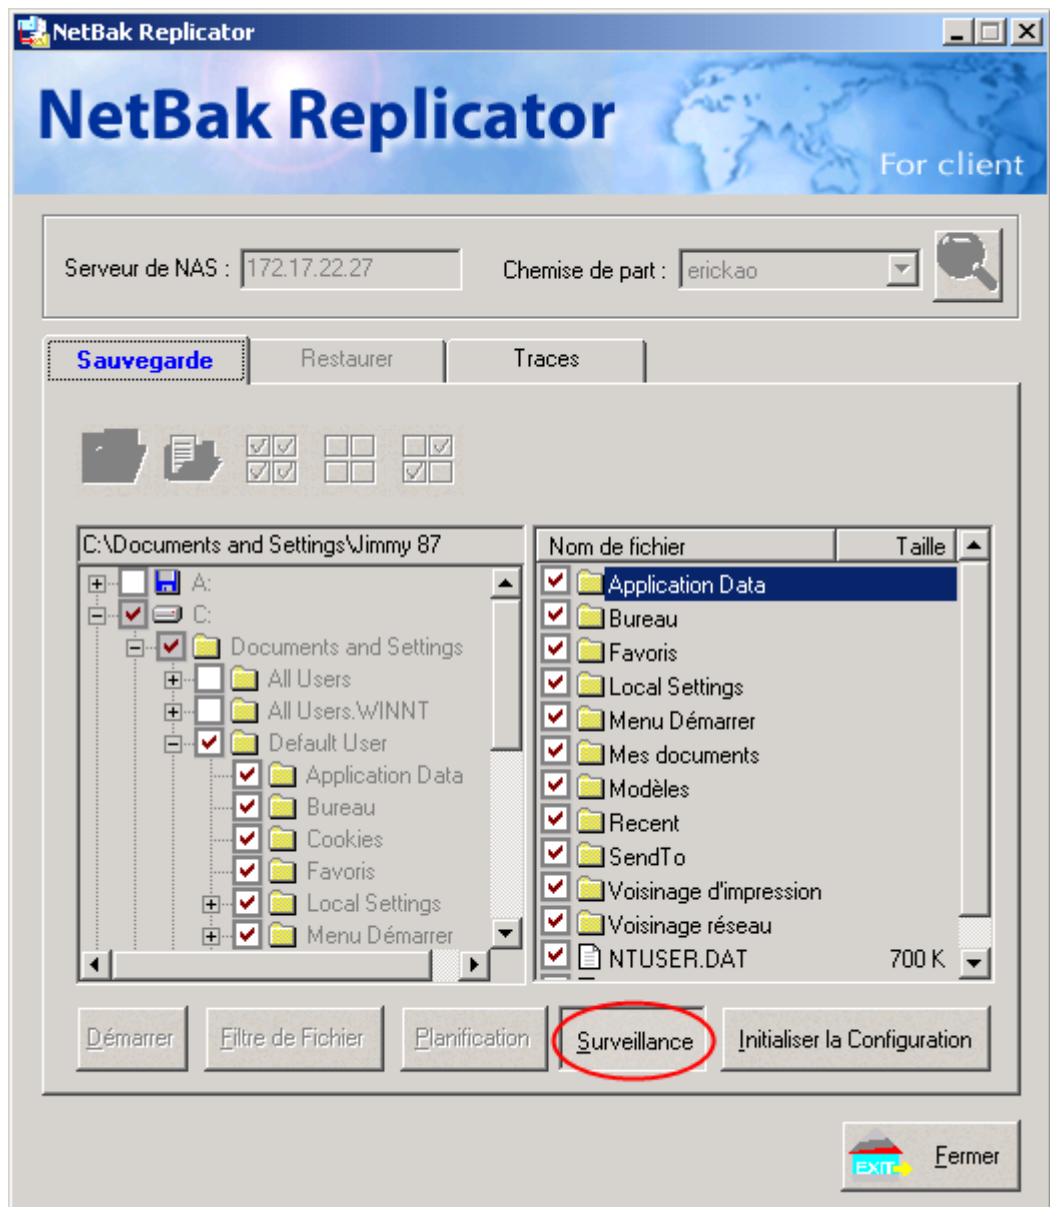 NetBak Replicator
NetBak Replicator
For client
Serveur de NAS : 172.17.22.27 Chemise de part : erickao
Sauvegarde Restaurer Traces
C:\Documents and Settings\Jimmy 87
A:
C:
Documents and Settings
All Users
All Users.WINNT
Default User
Application Data
Bureau
Cookies
Favoris
Local Settings
Menu Démarrer
Nom de fichier Taille
Application Data
Bureau
Favoris
Local Settings
Menu Démarrer
Mes documents
Modèles
Recent
SendTo
Voisinage d'impression
Voisinage réseau
NTUSER.DAT 700 K
Démarrer Filtre de Fichier Planification Surveillance Initialiser la Configuration
EXIT Fermer